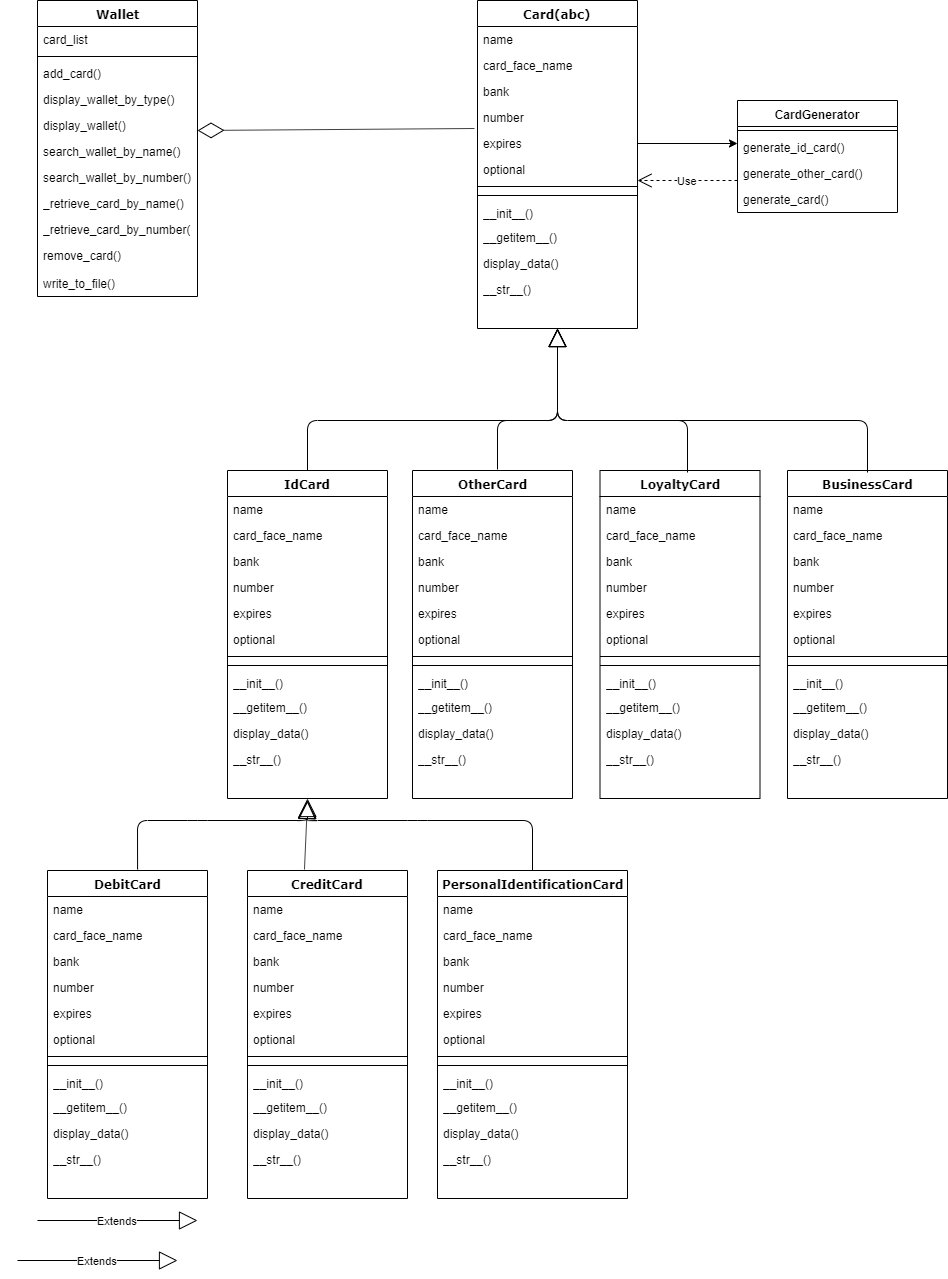 Wallet
card_list
add_card()
display_wallet_by_type()
display_wallet()
search_wallet_by_name()
search_wallet_by_number()
_retrieve_card_by_name()
_retrieve_card_by_number(
remove_card()
write_to_file()
Card(abc)
name
card_face_name
bank
number
expires
optional
__init__()
__getitem__()
display_data()
__str__()
CardGenerator
generate_id_card()
generate_other_card()
generate_card()
Use
IdCard
name
card_face_name
bank
number
expires
optional
__init__()
__getitem__()
display_data()
__str__()
OtherCard
name
card_face_name
bank
number
expires
optional
__init__()
__getitem__()
display_data()
__str__()
LoyaltyCard
name
card_face_name
bank
number
expires
optional
__init__()
__getitem__()
display_data()
__str__()
BusinessCard
name
card_face_name
bank
number
expires
optional
__init__()
__getitem__()
display_data()
__str__()
DebitCard
name
card_face_name
bank
number
expires
optional
__init__()
__getitem__()
display_data()
__str__()
CreditCard
name
card_face_name
bank
number
expires
optional
__init__()
__getitem__()
display_data()
__str__()
PersonalIdentificationCard
name
card_face_name
bank
number
expires
optional
__init__()
__getitem__()
display_data()
__str__()
Extends
Extends